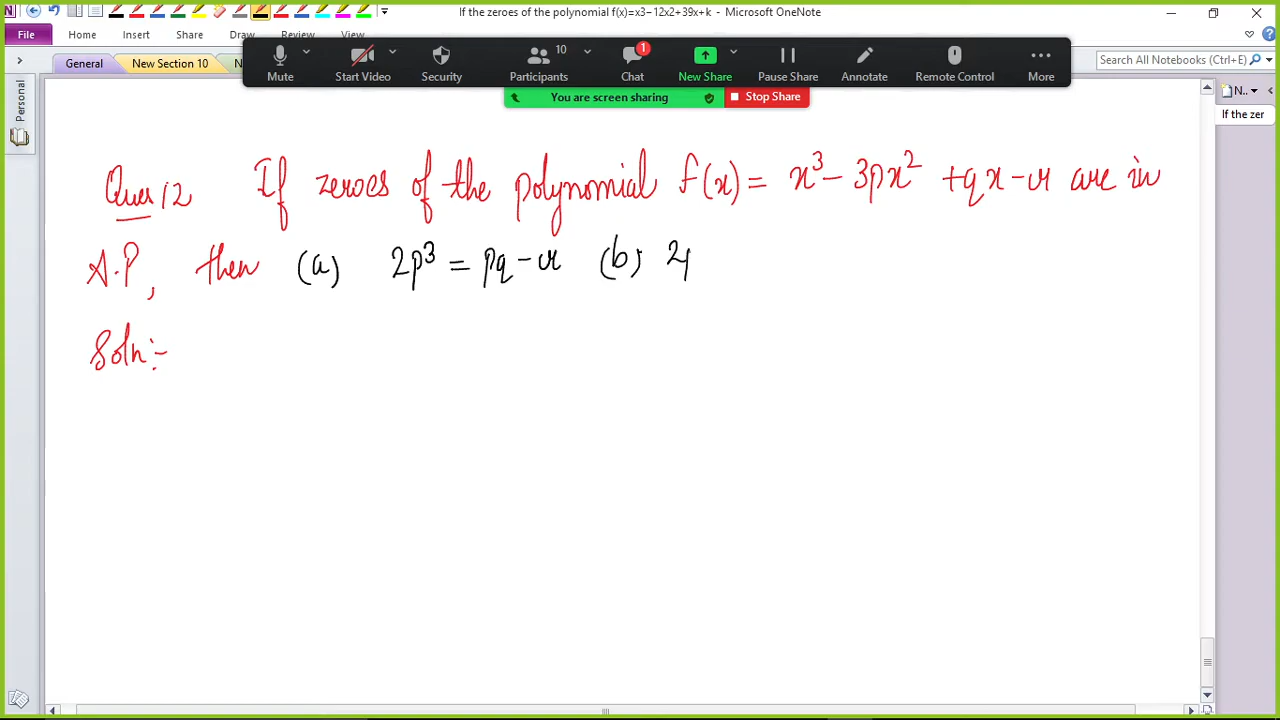 If the zeroes of the polynomial f(x)=x3−12x2+39x+k - Microsoft OneNote
File Home Insert Share Draw Review View
General New Section 10 N
Search All Notebooks (Ctrl+E)
Personal
N..
If the zer
10 1
Mute Start Video Security Participants Chat New Share Pause Share Annotate Remote Control More
You are screen sharing Stop Share
Ques 12 If zeroes of the polynomial f(x) = x³ − 3px² + qx − r are in
A.P, then (a) 2p³ = pq − r (b) 2p
Soln:-